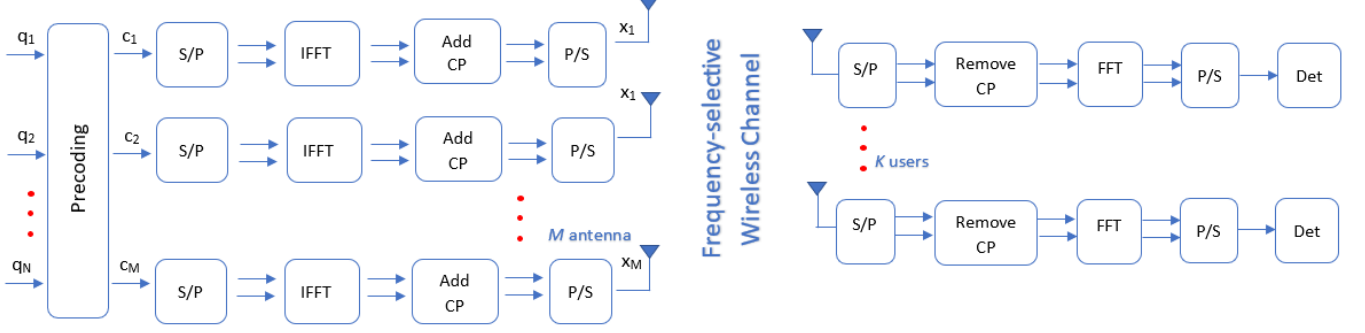 q1
c1
S/P
IFFT
Add
CP
P/S
x1
q2
c2
S/P
IFFT
Add
CP
P/S
x1
Precoding
M antenna
qN
cM
S/P
IFFT
Add
CP
P/S
xM
Frequency-selective
Wireless Channel
S/P
Remove
CP
FFT
P/S
Det
K users
S/P
Remove
CP
FFT
P/S
Det